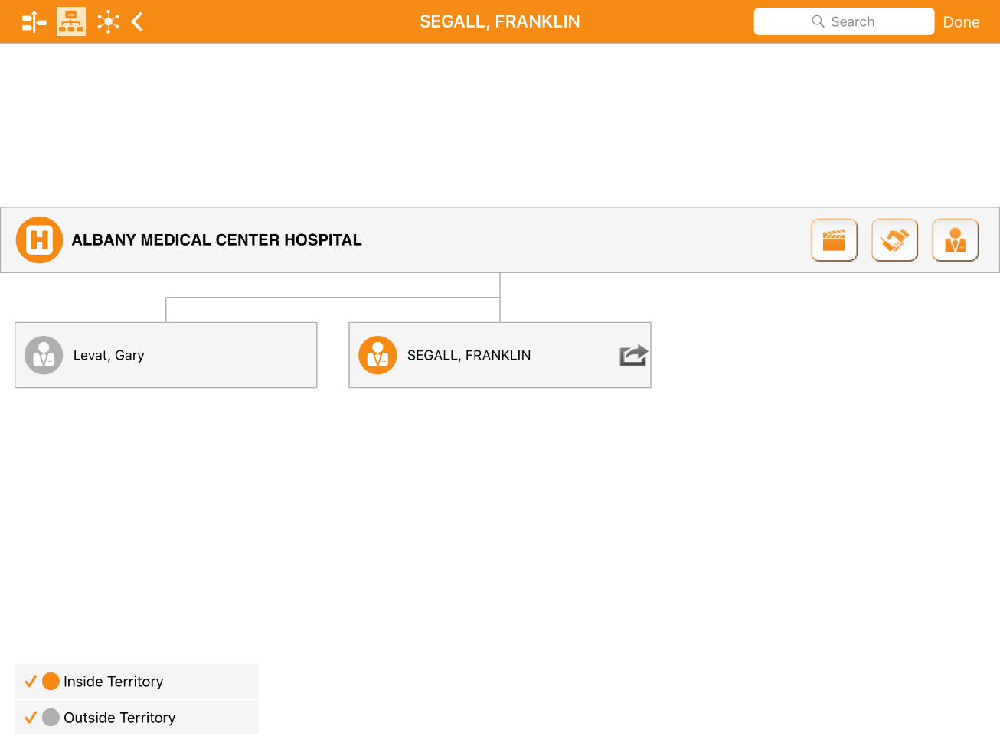 SEGALL, FRANKLIN
Search
Done
H ALBANY MEDICAL CENTER HOSPITAL
Levat, Gary
SEGALL, FRANKLIN
Inside Territory
Outside Territory